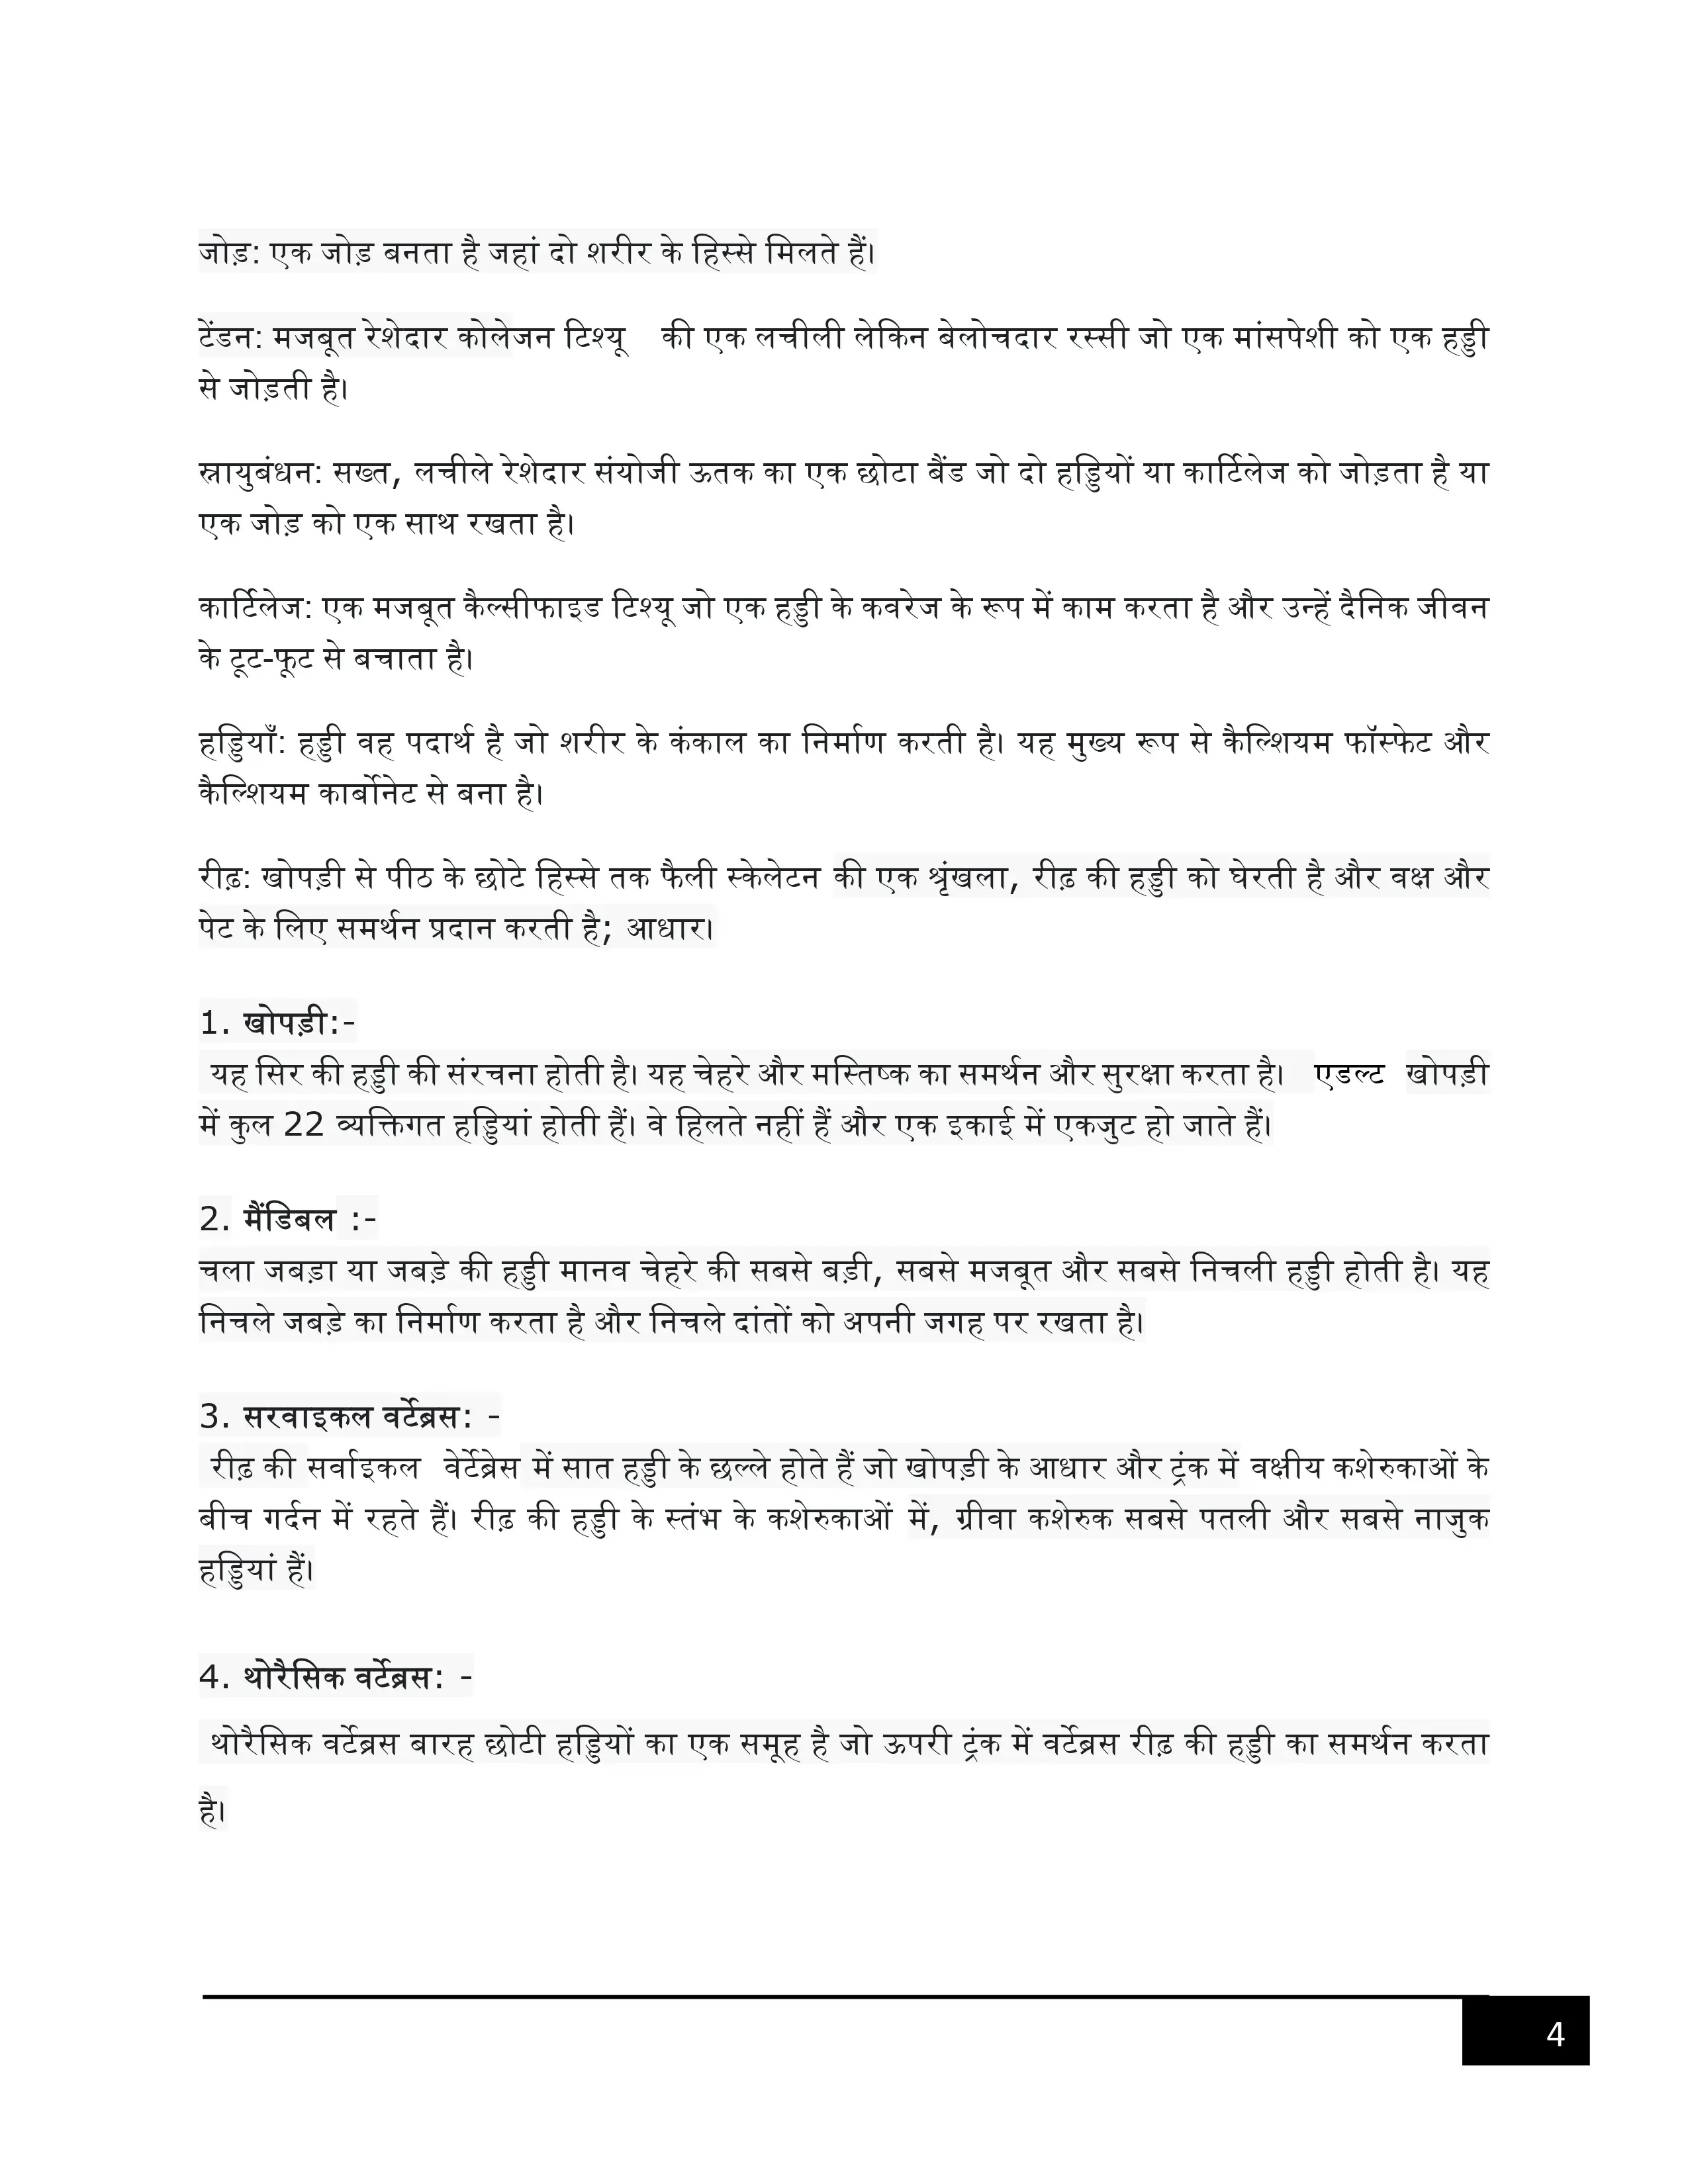 जोड़: एक जोड़ बनता है जहां दो शरीर के हिस्से मिलते हैं।
टेंडन: मजबूत रेशेदार कोलेजन टिश्यू की एक लचीली लेकिन बेलोचदार रस्सी जो एक मांसपेशी को एक हड्डी
से जोड़ती है।
स्नायुबंधन: सख्त, लचीले रेशेदार संयोजी ऊतक का एक छोटा बैंड जो दो हड्डियों या कार्टिलेज को जोड़ता है या
एक जोड़ को एक साथ रखता है।
कार्टिलेज: एक मजबूत कैल्सीफाइड टिश्यू जो एक हड्डी के कवरेज के रूप में काम करता है और उन्हें दैनिक जीवन
के टूट-फूट से बचाता है।
हड्डियाँ: हड्डी वह पदार्थ है जो शरीर के कंकाल का निर्माण करती है। यह मुख्य रूप से कैल्शियम फॉस्फेट और
कैल्शियम कार्बोनेट से बना है।
रीढ़: खोपड़ी से पीठ के छोटे हिस्से तक फैली स्केलेटन की एक श्रृंखला, रीढ़ की हड्डी को घेरती है और वक्ष और
पेट के लिए समर्थन प्रदान करती है; आधार।
1. खोपड़ी:-
यह सिर की हड्डी की संरचना होती है। यह चेहरे और मस्तिष्क का समर्थन और सुरक्षा करता है। एडल्ट खोपड़ी
में कुल 22 व्यक्तिगत हड्डियां होती हैं। वे हिलते नहीं हैं और एक इकाई में एकजुट हो जाते हैं।
2. मैंडिबल :-
चला जबड़ा या जबड़े की हड्डी मानव चेहरे की सबसे बड़ी, सबसे मजबूत और सबसे निचली हड्डी होती है। यह
निचले जबड़े का निर्माण करता है और निचले दांतों को अपनी जगह पर रखता है।
3. सरवाइकल वर्टेब्रस: -
रीढ़ की सर्वाइकल वेर्टेब्रेस में सात हड्डी के छल्ले होते हैं जो खोपड़ी के आधार और ट्रंक में वक्षीय कशेरुकाओं के
बीच गर्दन में रहते हैं। रीढ़ की हड्डी के स्तंभ के कशेरुकाओं में, ग्रीवा कशेरुक सबसे पतली और सबसे नाजुक
हड्डियां हैं।
4. थोरैसिक वर्टेब्रस: -
थोरैसिक वर्टेब्रस बारह छोटी हड्डियों का एक समूह है जो ऊपरी ट्रंक में वर्टेब्रस रीढ़ की हड्डी का समर्थन करता
है।
4